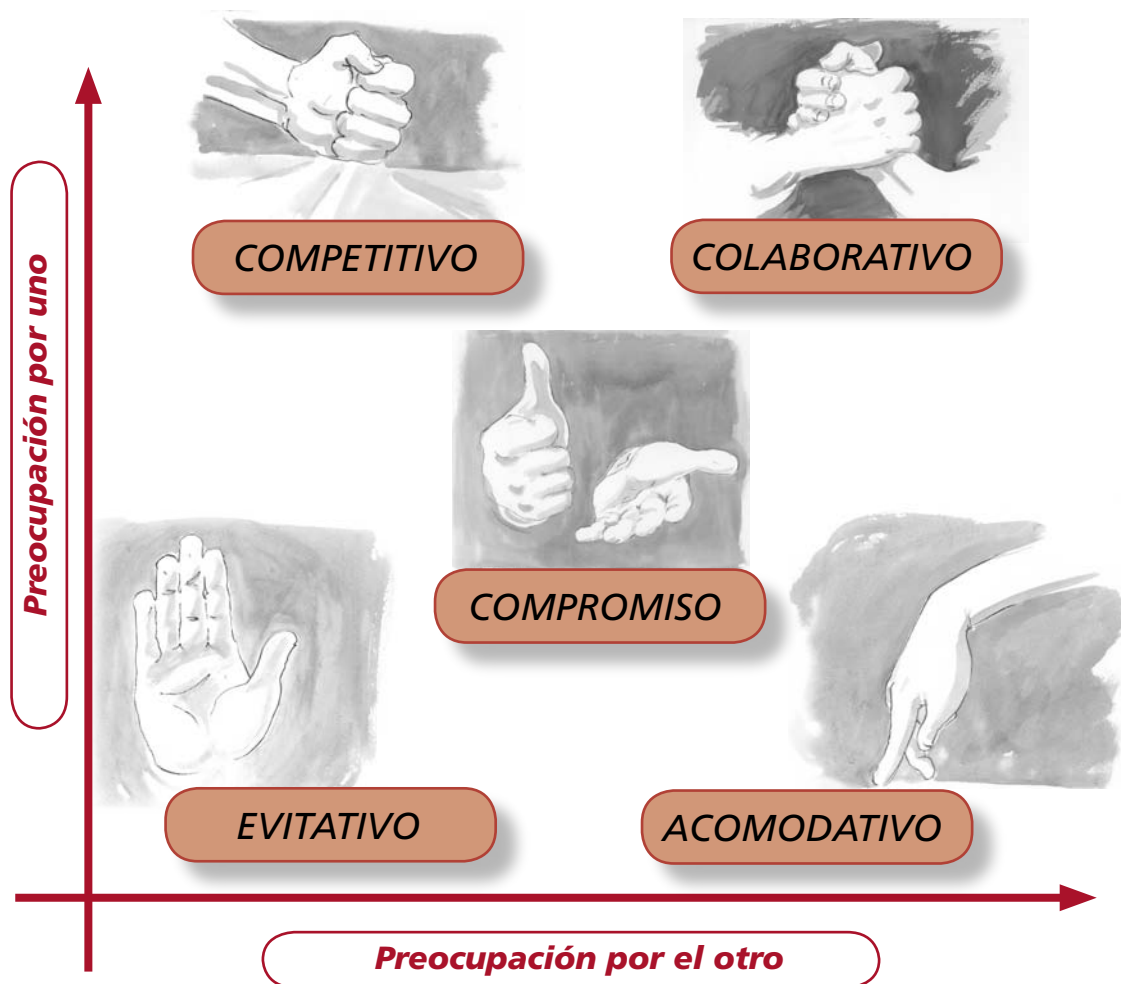 COMPETITIVO
COLABORATIVO
Preocupación por uno
COMPROMISO
EVITATIVO
ACOMODATIVO
Preocupación por el otro